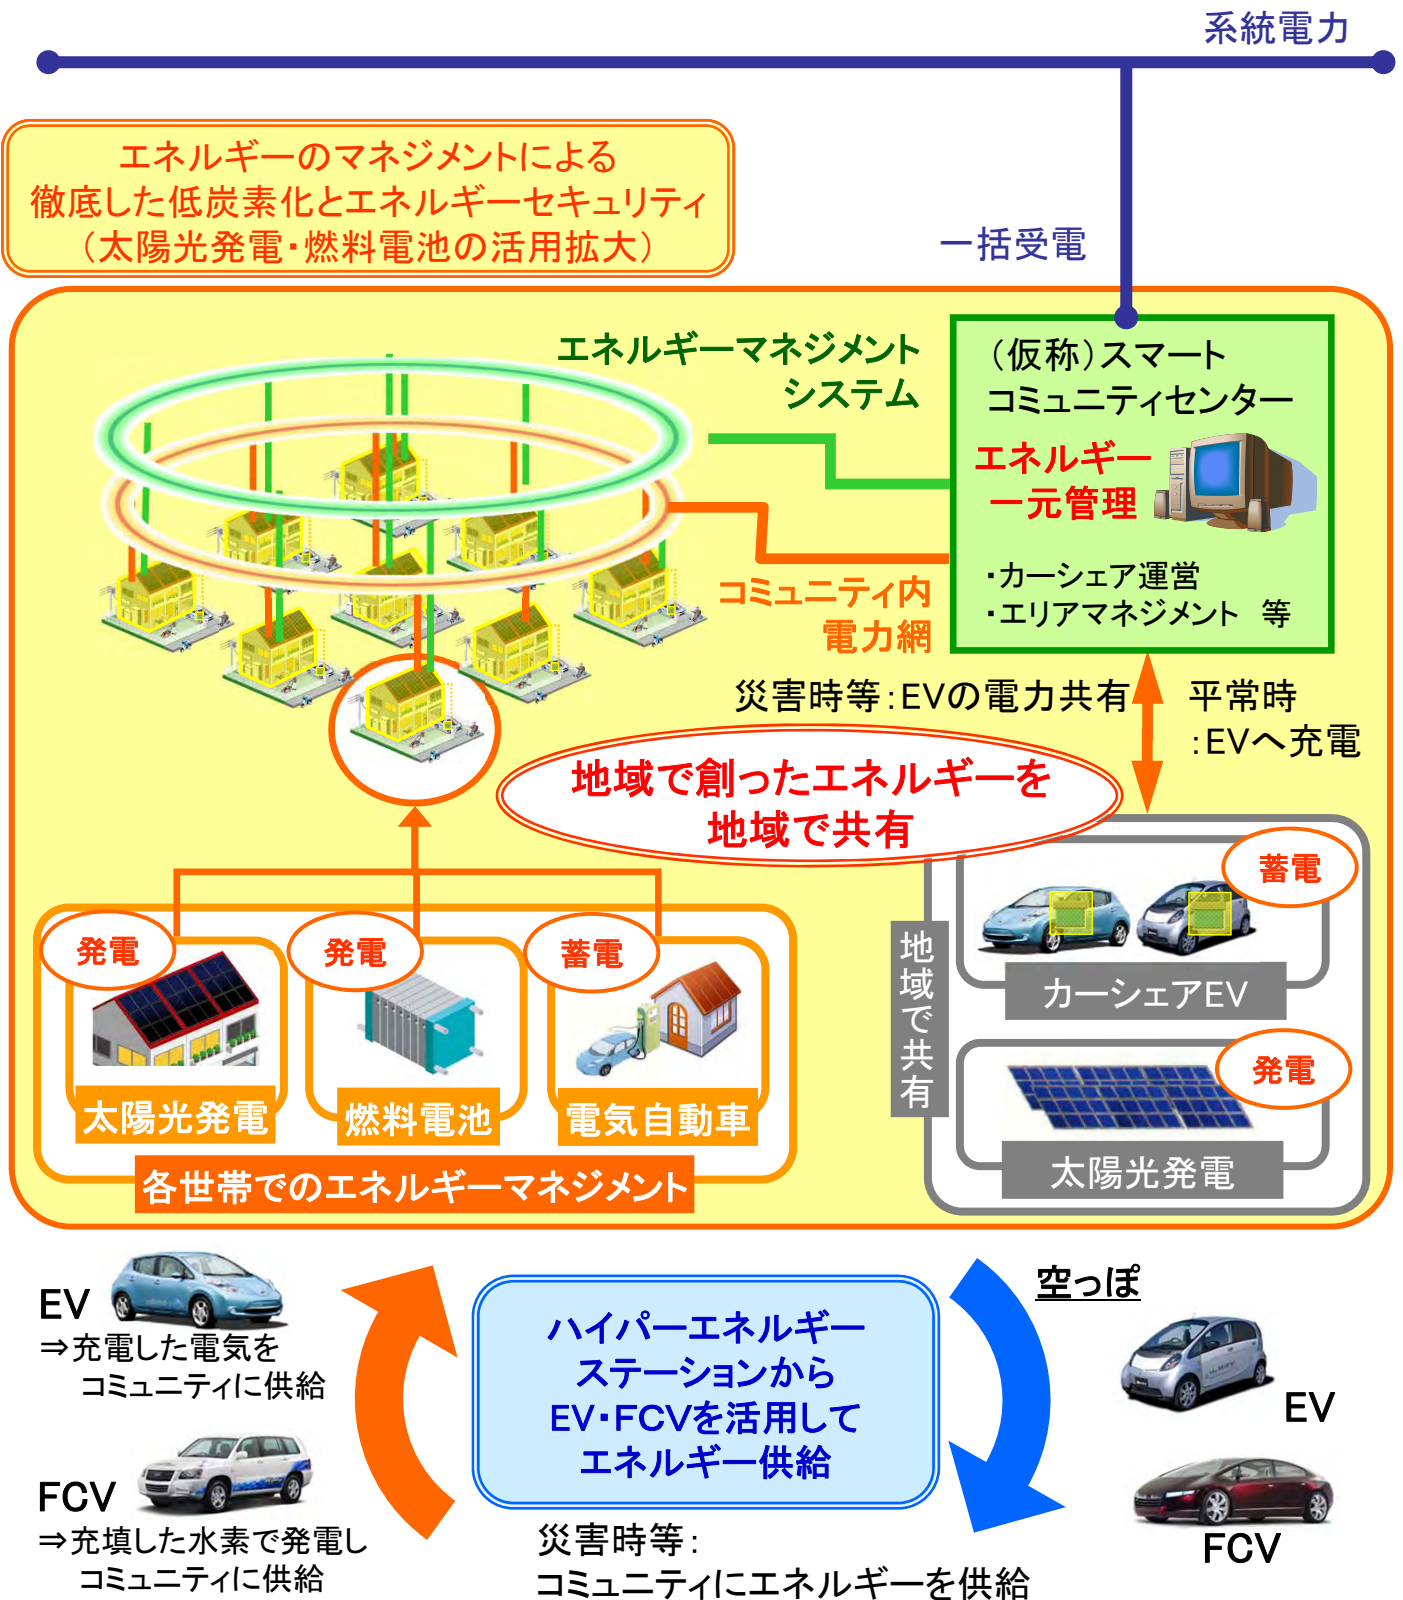 系統電力
エネルギーのマネジメントによる
徹底した低炭素化とエネルギーセキュリティ
(太陽光発電・燃料電池の活用拡大)
一括受電
エネルギーマネジメント
システム
(仮称)スマート
コミュニティセンター
エネルギー
一元管理
・カーシェア運営
・エリアマネジメント 等
コミュニティ内
電力網
災害時等:EVの電力共有
平常時
:EVへ充電
地域で創ったエネルギーを
地域で共有
発電
太陽光発電
発電
燃料電池
蓄電
電気自動車
各世帯でのエネルギーマネジメント
地域で共有
蓄電
カーシェアEV
発電
太陽光発電
EV
⇒充電した電気を
コミュニティに供給
FCV
⇒充填した水素で発電し
コミュニティに供給
ハイパーエネルギー
ステーションから
EV・FCVを活用して
エネルギー供給
災害時等:
コミュニティにエネルギーを供給
空っぽ
EV
FCV